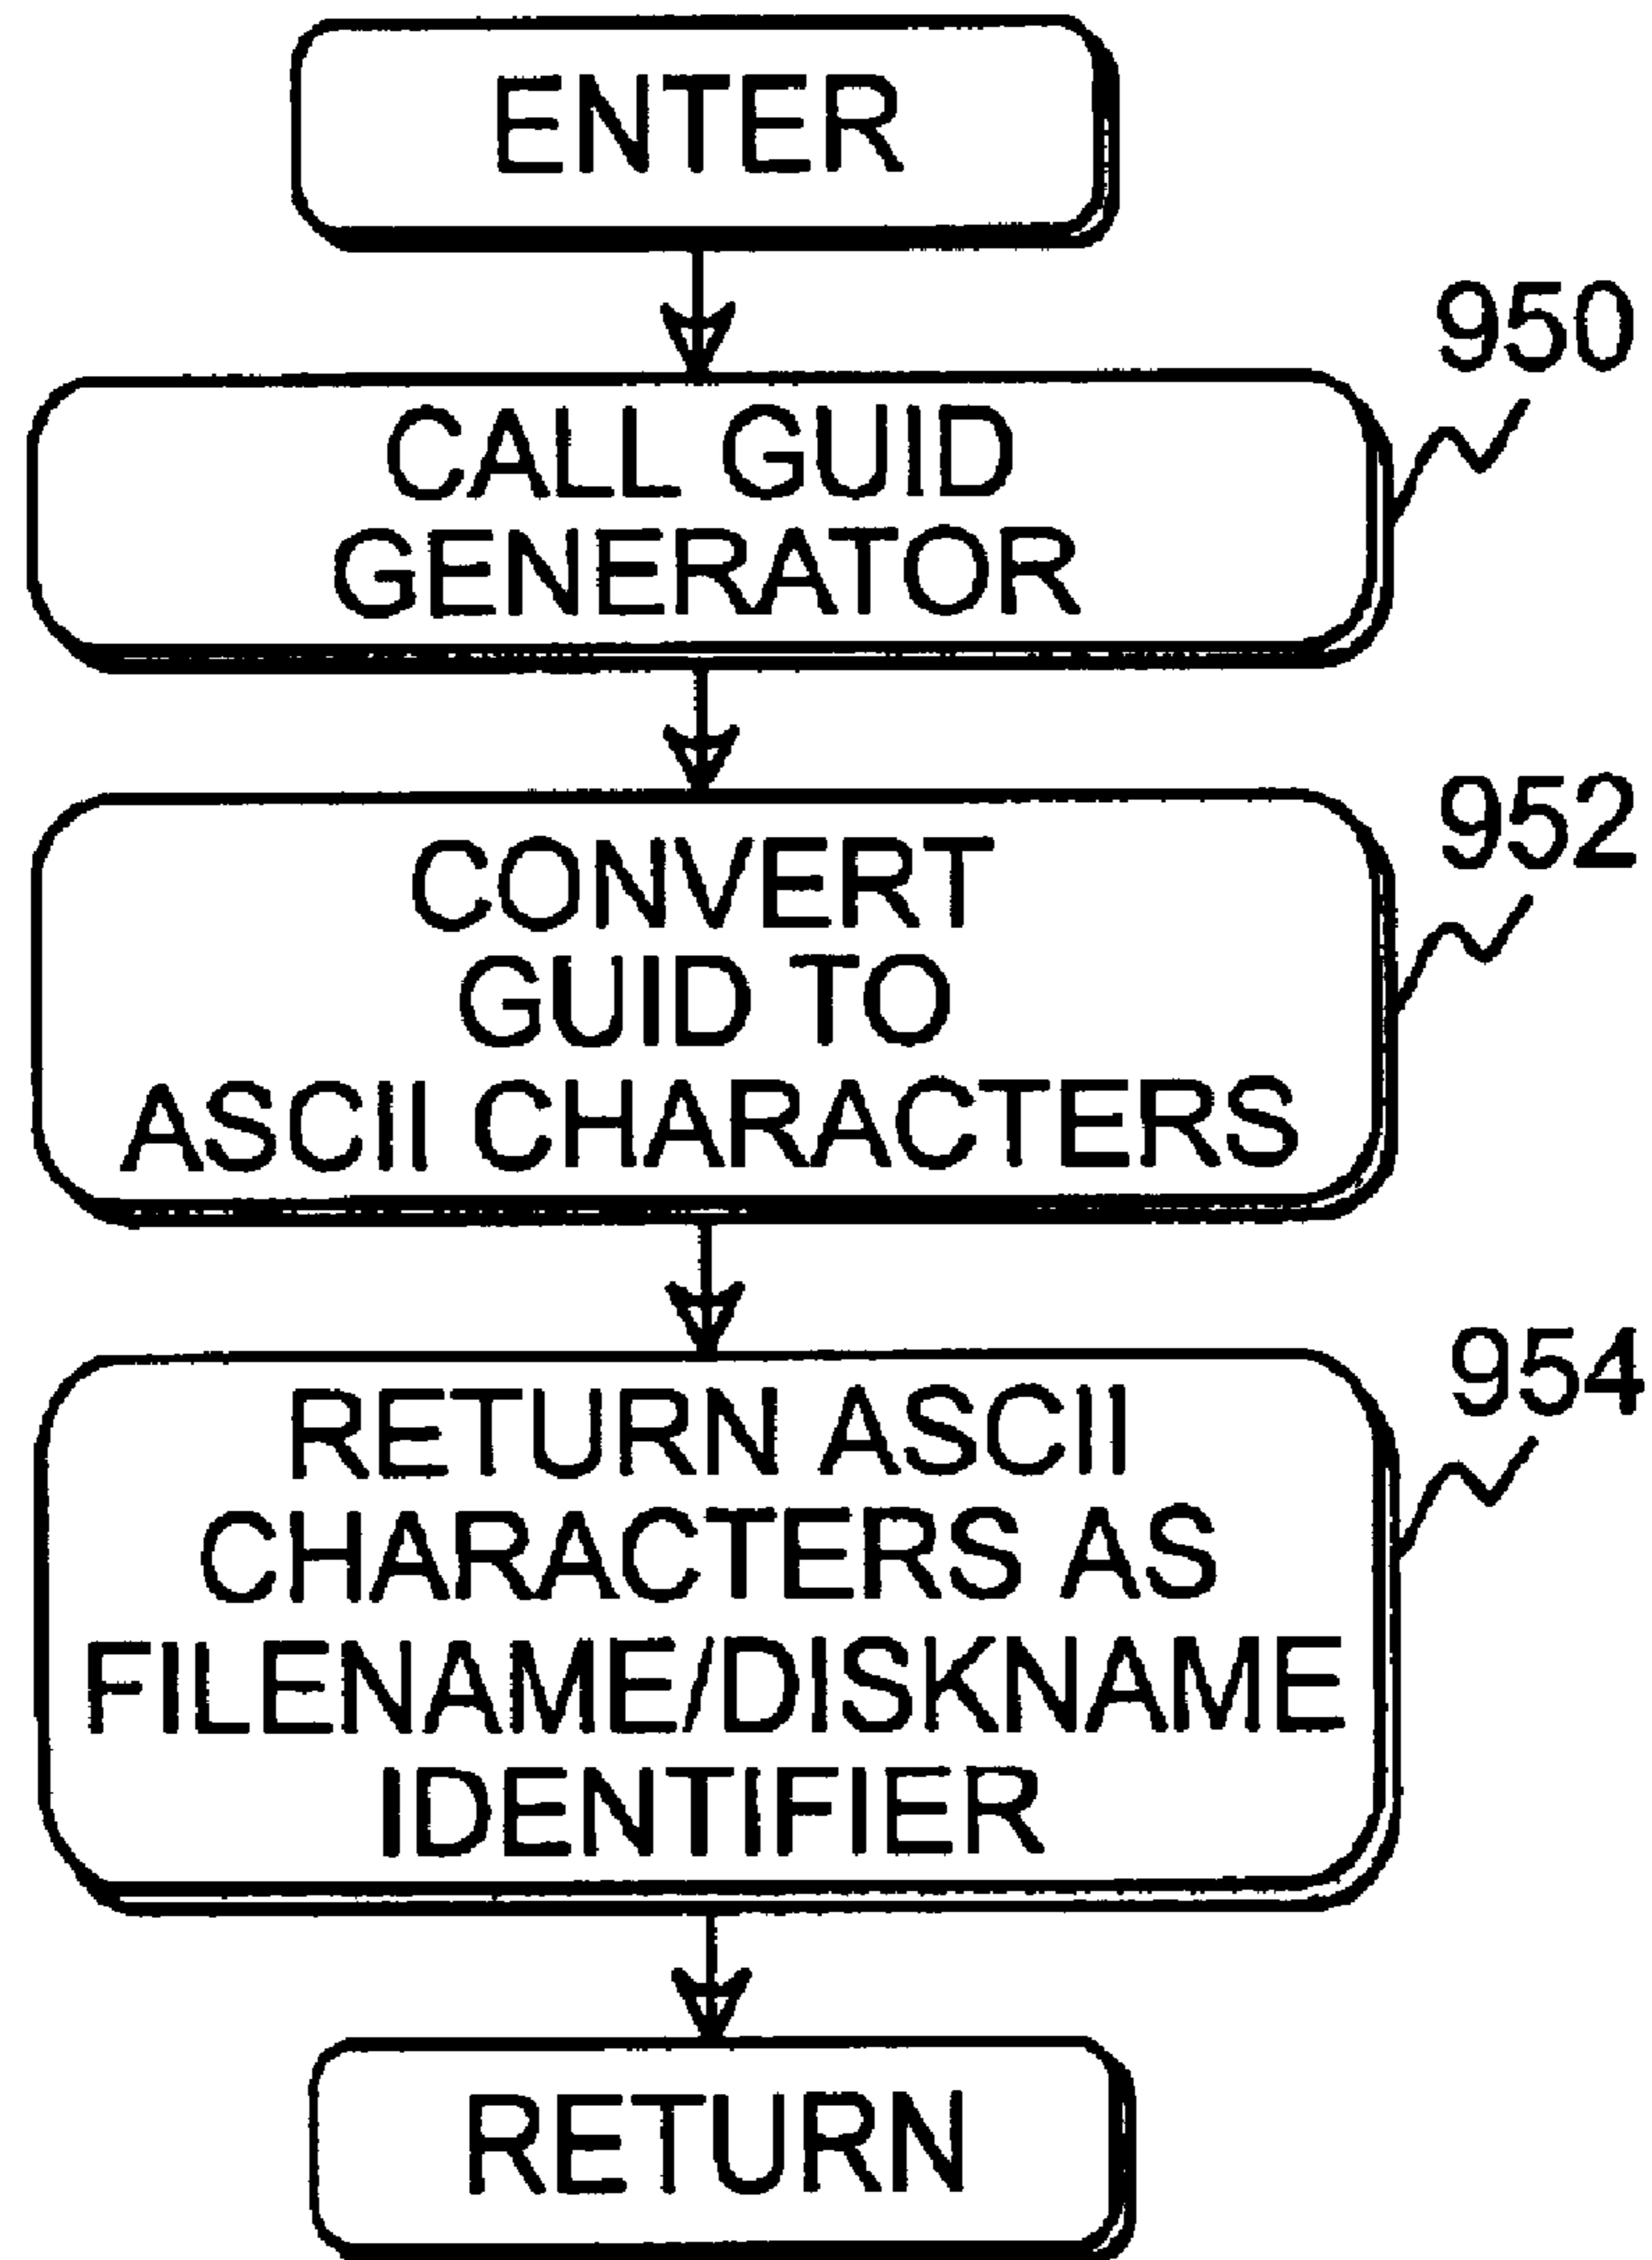 ENTER
950
CALL GUID
GENERATOR
952
CONVERT
GUID TO
ASCII CHARACTERS
954
RETURN ASCII
CHARACTERS AS
FILENAME/DISKNAME
IDENTIFIER
RETURN